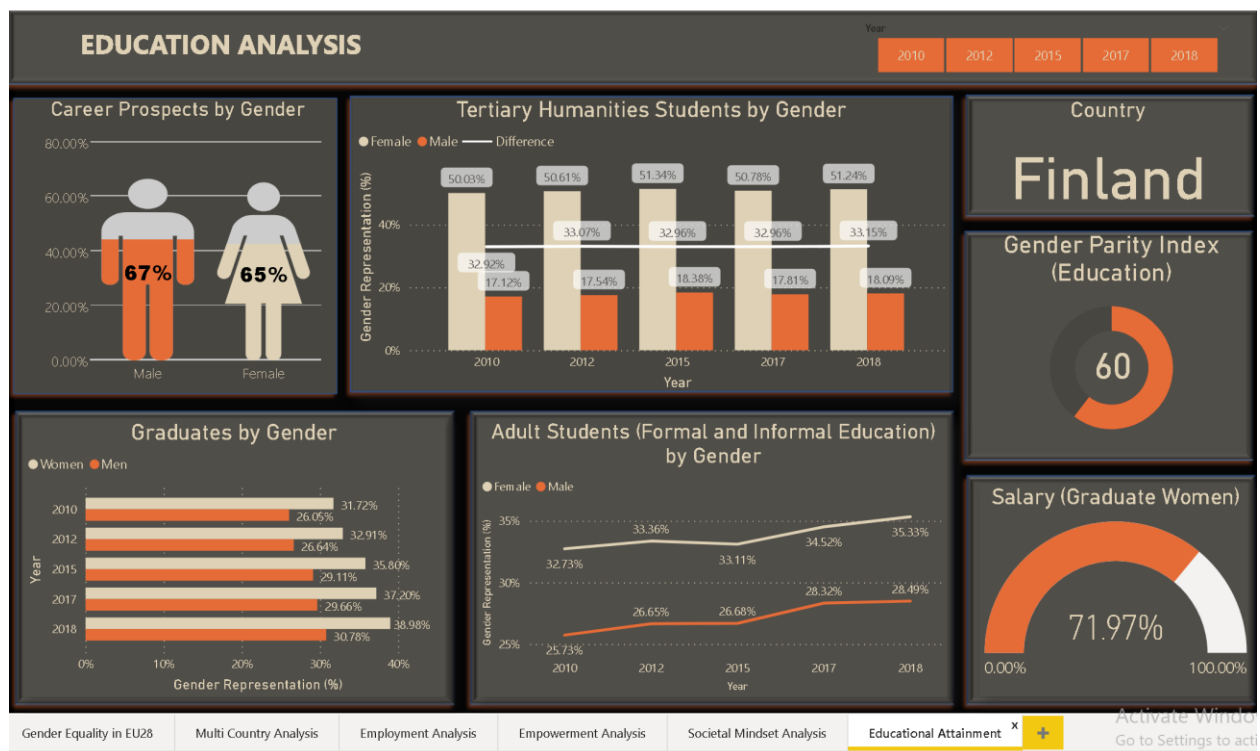 EDUCATION ANALYSIS
Year
2010 2012 2015 2017 2018
Career Prospects by Gender
80.00%
60.00%
40.00%
20.00%
0.00%
67%
65%
Male Female
Tertiary Humanities Students by Gender
Female Male Difference
Gender Representation (%)
40%
20%
0%
50.03% 50.61% 51.34% 50.78% 51.24%
32.92% 33.07% 32.96% 32.96% 33.15%
17.12% 17.54% 18.38% 17.81% 18.09%
2010 2012 2015 2017 2018
Year
Country
Finland
Gender Parity Index
(Education)
60
Graduates by Gender
Women Men
Year
2010 31.72%
26.05%
2012 32.91%
26.64%
2015 35.80%
29.11%
2017 37.20%
29.66%
2018 38.98%
30.78%
0% 10% 20% 30% 40%
Gender Representation (%)
Adult Students (Formal and Informal Education)
by Gender
Female Male
Gender Representation (%)
35%
30%
25%
32.73% 33.36% 33.11% 34.52% 35.33%
25.73% 26.65% 26.68% 28.32% 28.49%
2010 2012 2015 2017 2018
Year
Salary (Graduate Women)
71.97%
0.00% 100.00%
Gender Equality in EU28 Multi Country Analysis Employment Analysis Empowerment Analysis Societal Mindset Analysis Educational Attainment x +
Activate Windo
Go to Settings to acti